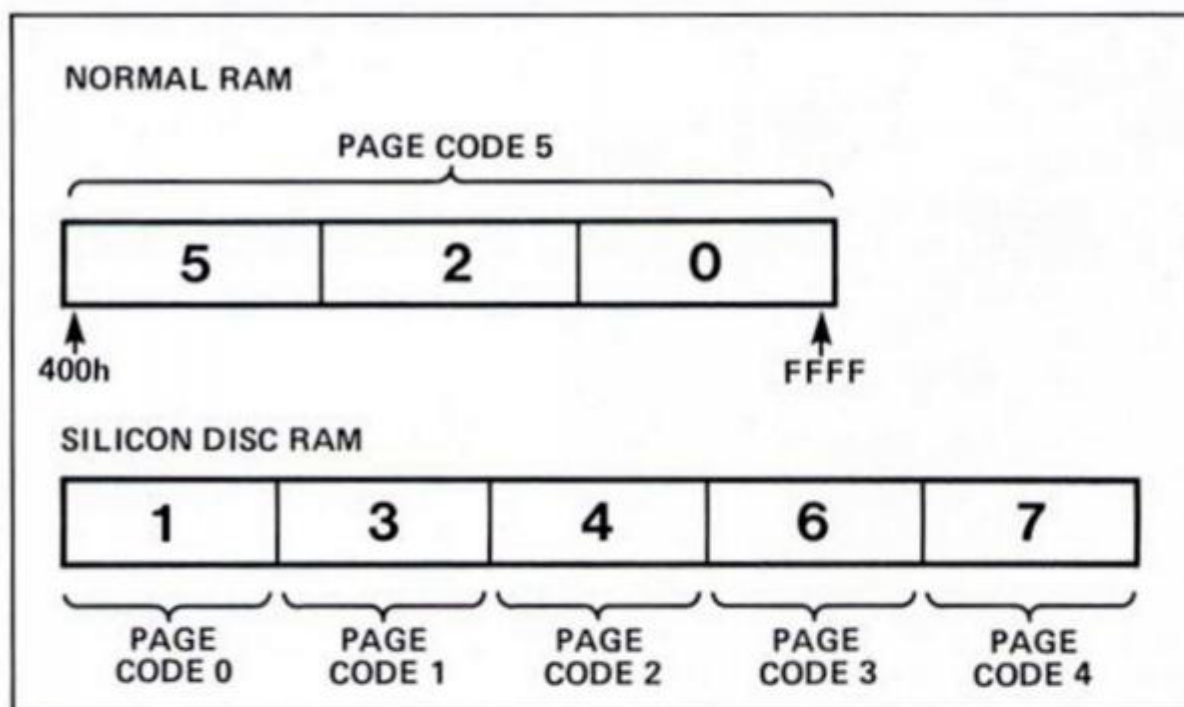 NORMAL RAM
PAGE CODE 5
5 2 0
400h FFFF
SILICON DISC RAM
1 3 4 6 7
PAGE PAGE PAGE PAGE PAGE
CODE 0 CODE 1 CODE 2 CODE 3 CODE 4